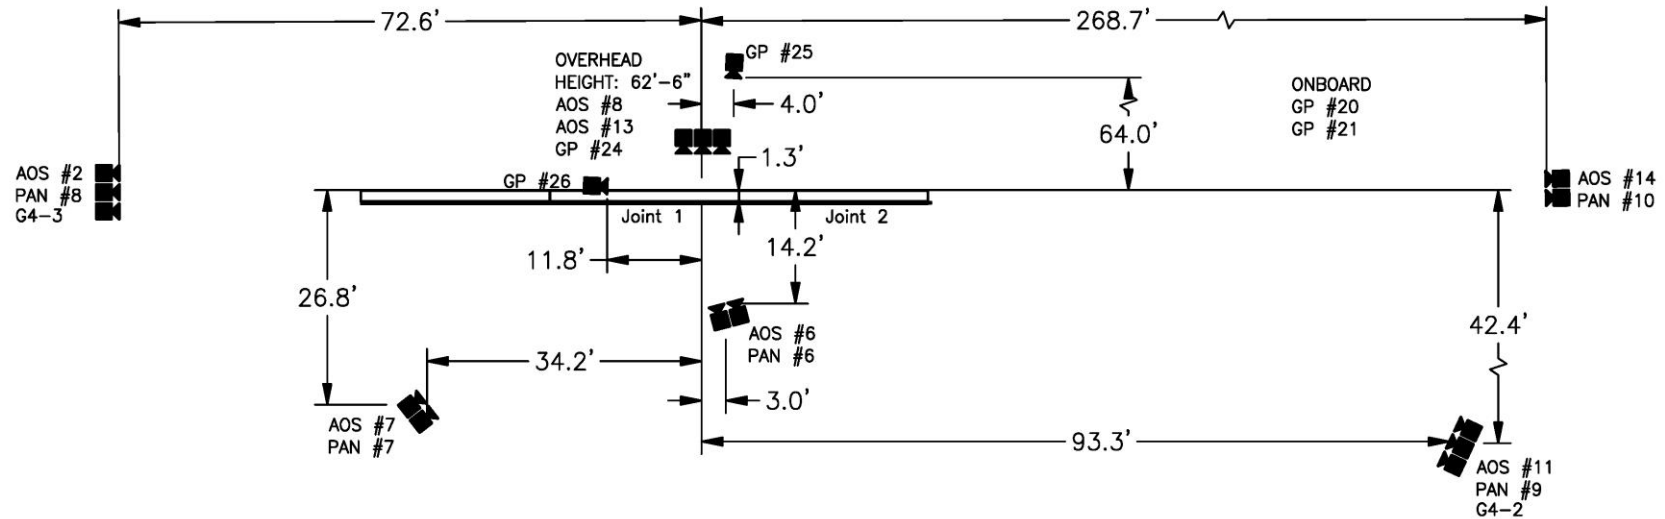 72.6'
268.7'
OVERHEAD
HEIGHT: 62'-6"
AOS #8
AOS #13
GP #24
GP #25
4.0'
ONBOARD
GP #20
GP #21
64.0'
1.3'
AOS #2
PAN #8
G4-3
GP #26
AOS #14
PAN #10
Joint 1
Joint 2
11.8'
14.2'
26.8'
42.4'
AOS #6
PAN #6
34.2'
3.0'
AOS #7
PAN #7
93.3'
AOS #11
PAN #9
G4-2